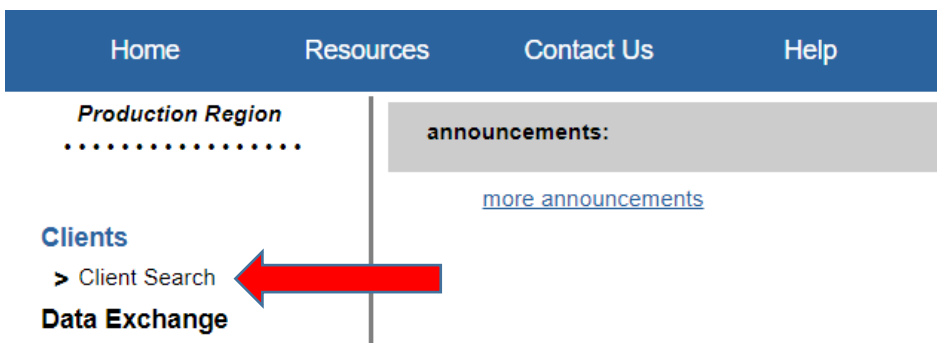 Home Resources Contact Us Help
Production Region
announcements:
more announcements
Clients
> Client Search
Data Exchange